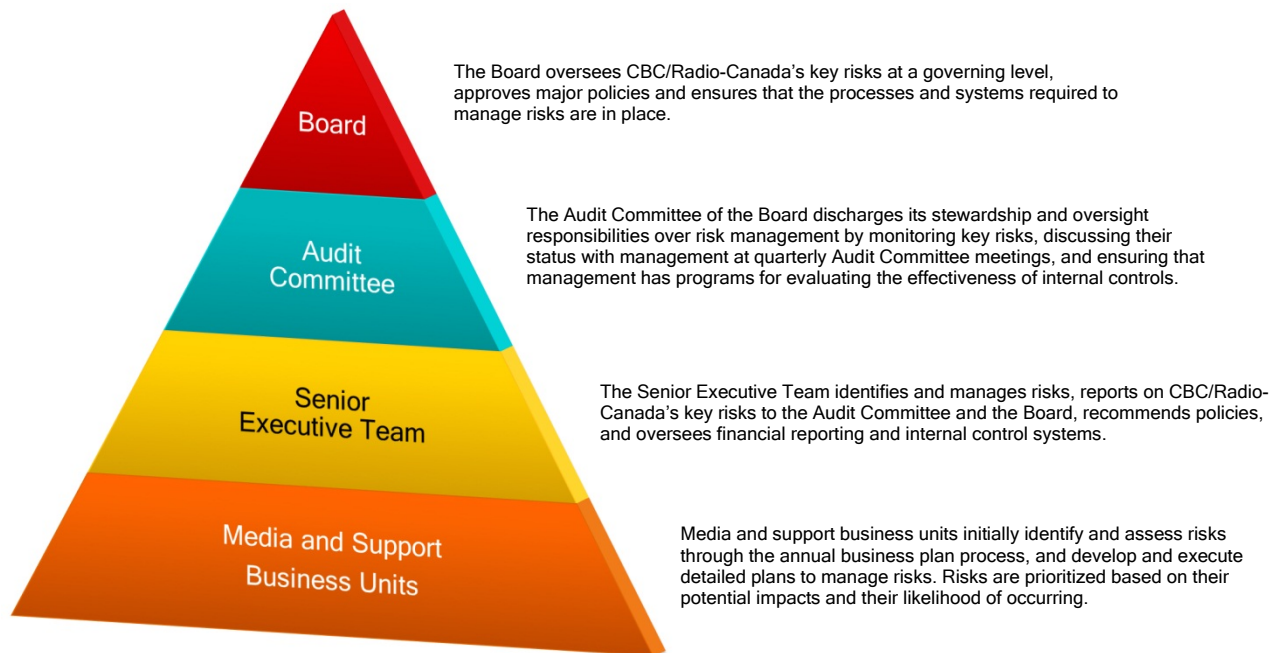 Board
The Board oversees CBC/Radio-Canada's key risks at a governing level,
approves major policies and ensures that the processes and systems required to
manage risks are in place.
Audit
Committee
The Audit Committee of the Board discharges its stewardship and oversight
responsibilities over risk management by monitoring key risks, discussing their
status with management at quarterly Audit Committee meetings, and ensuring that
management has programs for evaluating the effectiveness of internal controls.
Senior
Executive Team
The Senior Executive Team identifies and manages risks, reports on CBC/Radio-
Canada's key risks to the Audit Committee and the Board, recommends policies,
and oversees financial reporting and internal control systems.
Media and Support
Business Units
Media and support business units initially identify and assess risks
through the annual business plan process, and develop and execute
detailed plans to manage risks. Risks are prioritized based on their
potential impacts and their likelihood of occurring.